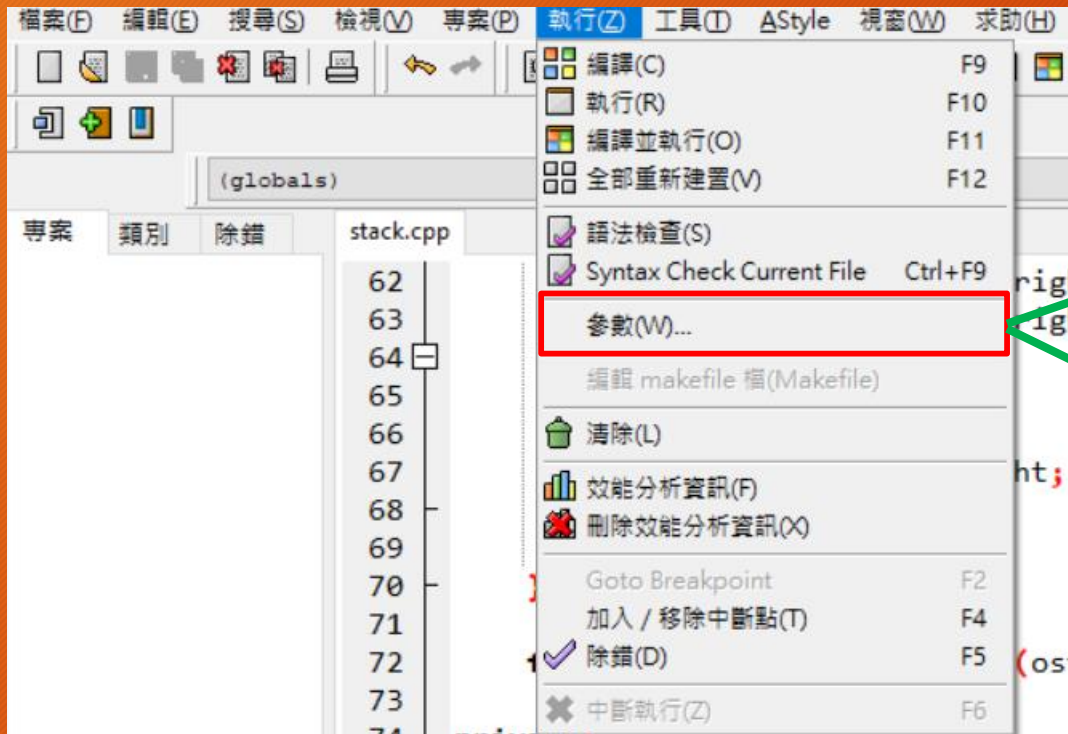 檔案(F) 編輯(E) 搜尋(S) 檢視(V) 專案(P) 執行(Z) 工具(T) AStyle 視窗(W) 求助(H)
編譯(C) F9
執行(R) F10
編譯並執行(O) F11
全部重新建置(V) F12
語法檢查(S)
Syntax Check Current File Ctrl+F9
參數(W)...
編輯 makefile 檔(Makefile)
清除(L)
效能分析資訊(F)
刪除效能分析資訊(X)
Goto Breakpoint F2
加入 / 移除中斷點(T) F4
除錯(D) F5
中斷執行(Z) F6
(globals)
專案 類別 除錯 stack.cpp
62
63
64
65
66
67 ht;
68
69
70 }
71
72 (os
73
74